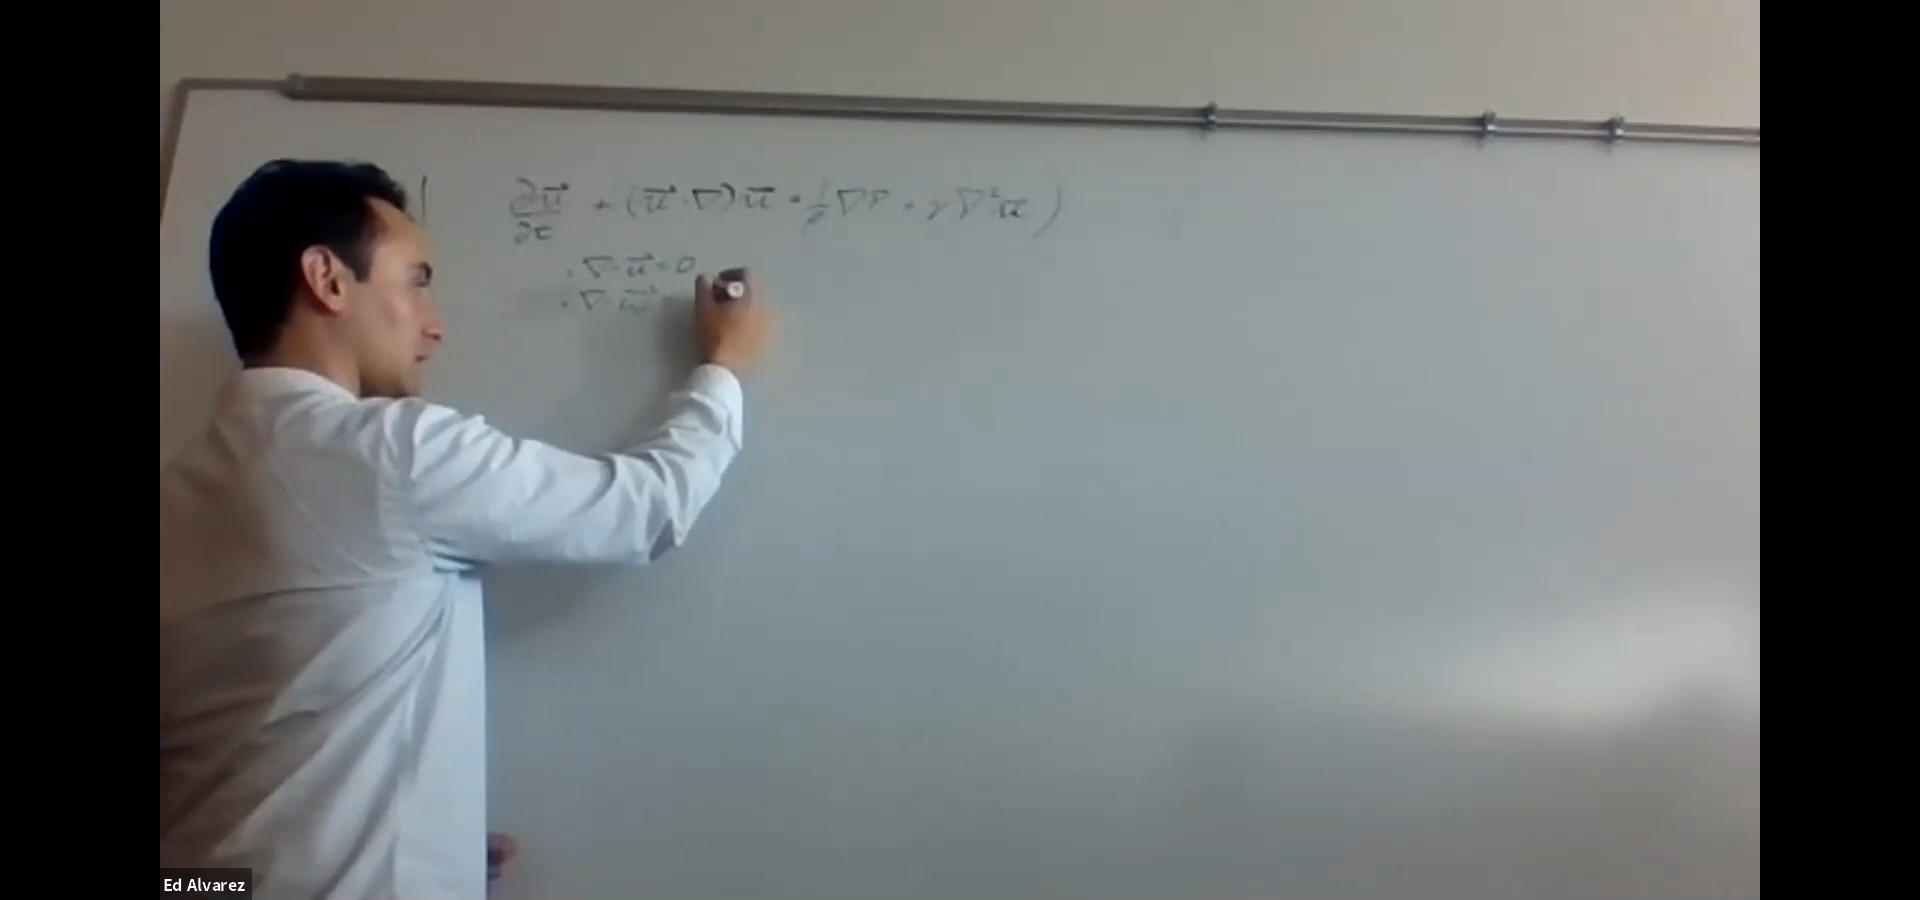 | ∂u⃗/∂t + (u⃗ · ∇) u⃗ = 1/ρ ∇P + γ ∇²u⃗ )
· ∇ · u⃗ = 0
· ∇ · ω⃗
Ed Alvarez